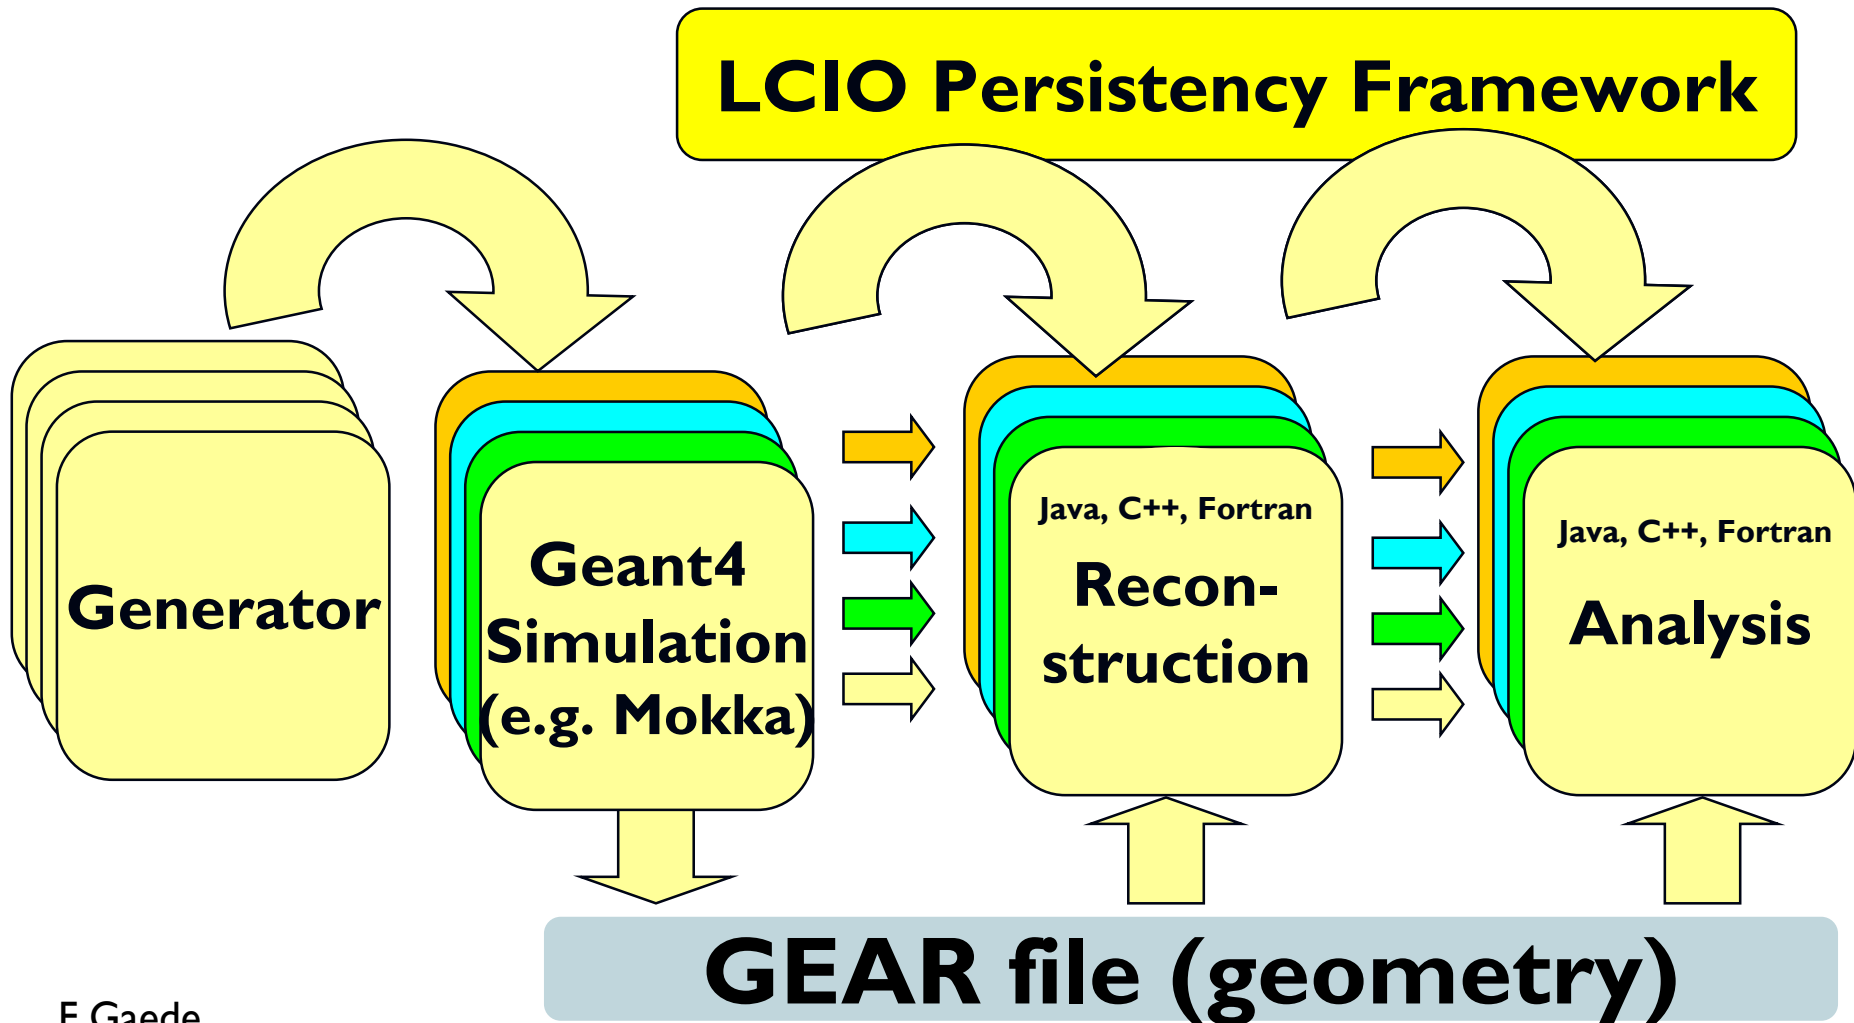 LCIO Persistency Framework
Generator
Geant4
Simulation
(e.g. Mokka)
Java, C++, Fortran
Recon-
struction
Java, C++, Fortran
Analysis
GEAR file (geometry)
F.Gaede